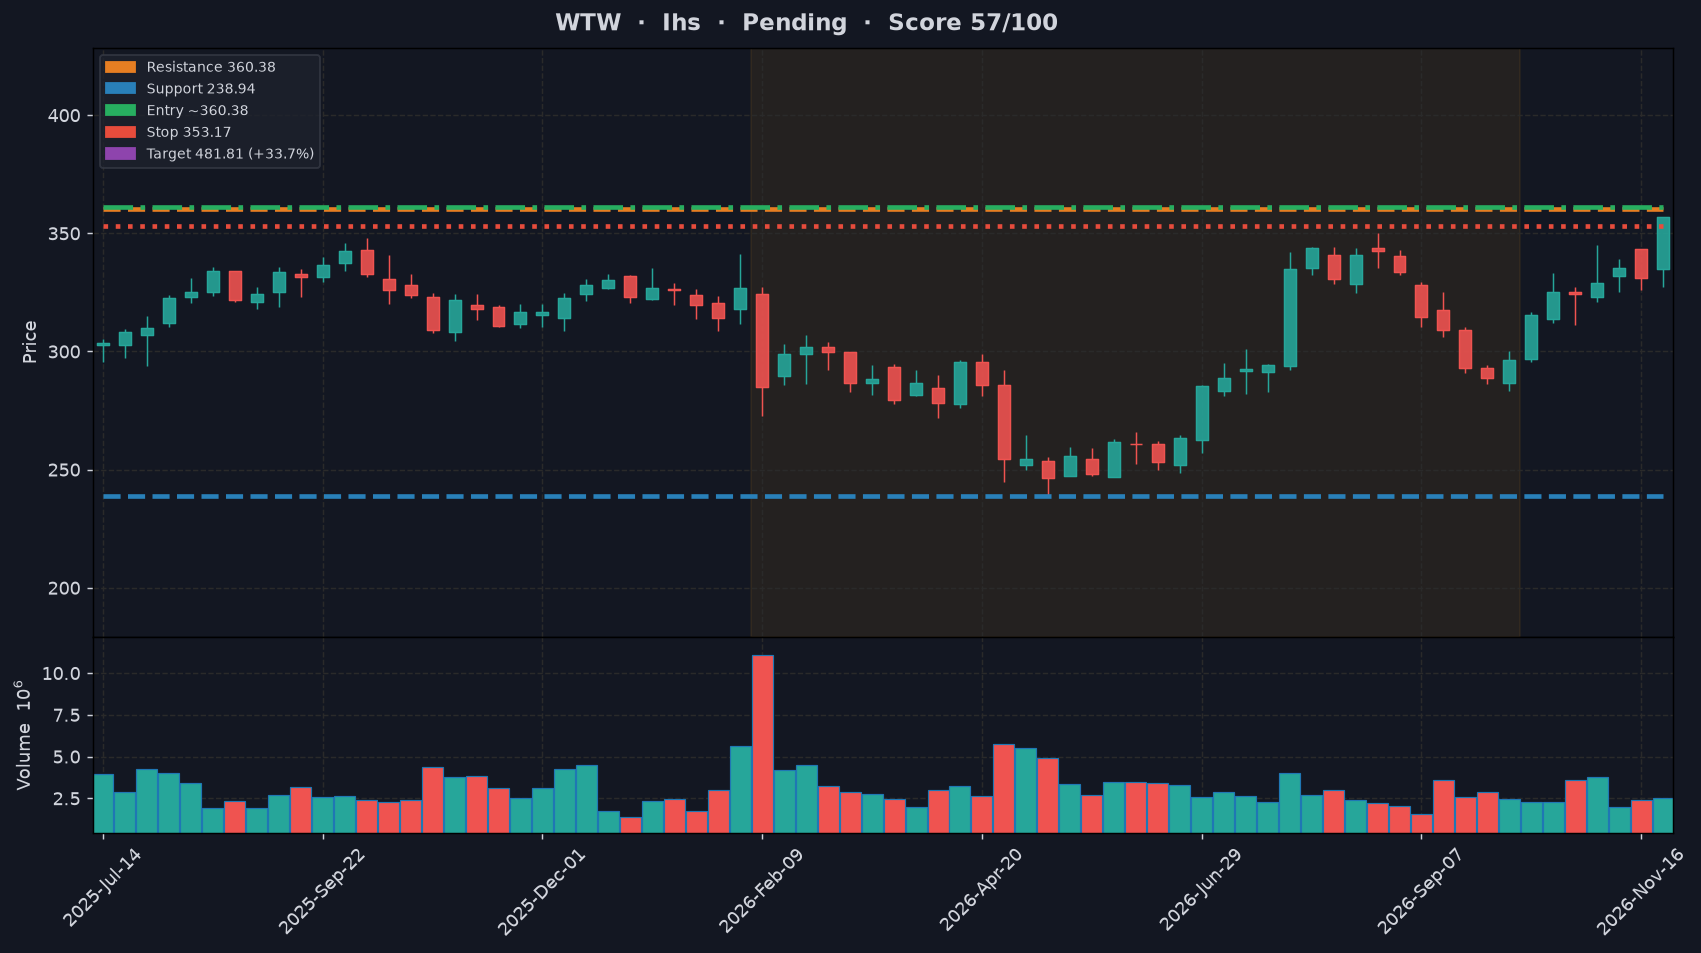 WTW · Ihs · Pending · Score 57/100
Resistance 360.38
Support 238.94
Entry ~360.38
Stop 353.17
Target 481.81 (+33.7%)
Price
400
350
300
250
200
Volume 10⁶
10.0
7.5
5.0
2.5
2025-Jul-14
2025-Sep-22
2025-Dec-01
2026-Feb-09
2026-Apr-20
2026-Jun-29
2026-Sep-07
2026-Nov-16